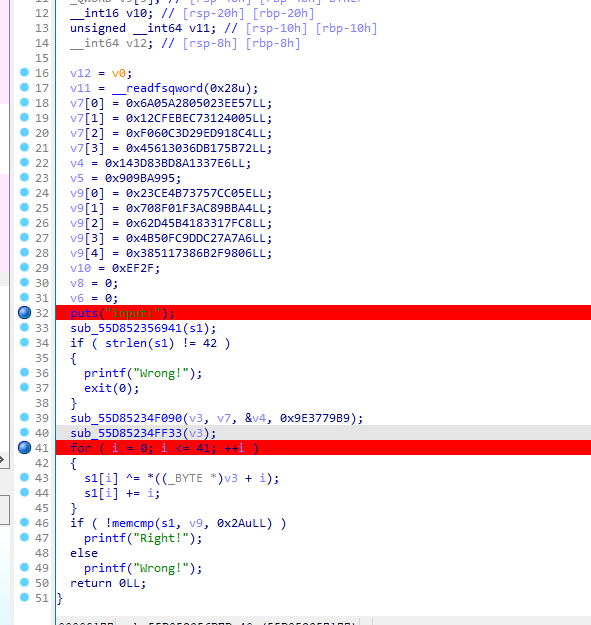 12 __int16 v10; // [rsp-20h] [rbp-20h]
13 unsigned __int64 v11; // [rsp-10h] [rbp-10h]
14 __int64 v12; // [rsp-8h] [rbp-8h]
15
16 v12 = v0;
17 v11 = __readfsqword(0x28u);
18 v7[0] = 0x6A05A2805023EE57LL;
19 v7[1] = 0x12CFEBEC73124005LL;
20 v7[2] = 0xF060C3D29ED918C4LL;
21 v7[3] = 0x45613036DB175B72LL;
22 v4 = 0x143D83BD8A1337E6LL;
23 v5 = 0x909BA995;
24 v9[0] = 0x23CE4B73757CC05ELL;
25 v9[1] = 0x708F01F3AC89BBA4LL;
26 v9[2] = 0x62D45B4183317FC8LL;
27 v9[3] = 0x4B50FC9DDC27A7A6LL;
28 v9[4] = 0x385117386B2F9806LL;
29 v10 = 0xEF2F;
30 v8 = 0;
31 v6 = 0;
32 puts("input:");
33 sub_55D852356941(s1);
34 if ( strlen(s1) != 42 )
35 {
36 printf("Wrong!");
37 exit(0);
38 }
39 sub_55D85234F090(v3, v7, &v4, 0x9E3779B9);
40 sub_55D85234FF33(v3);
41 for ( i = 0; i <= 41; ++i )
42 {
43 s1[i] ^= *((_BYTE *)v3 + i);
44 s1[i] += i;
45 }
46 if ( !memcmp(s1, v9, 0x2AuLL) )
47 printf("Right!");
48 else
49 printf("Wrong!");
50 return 0LL;
51 }